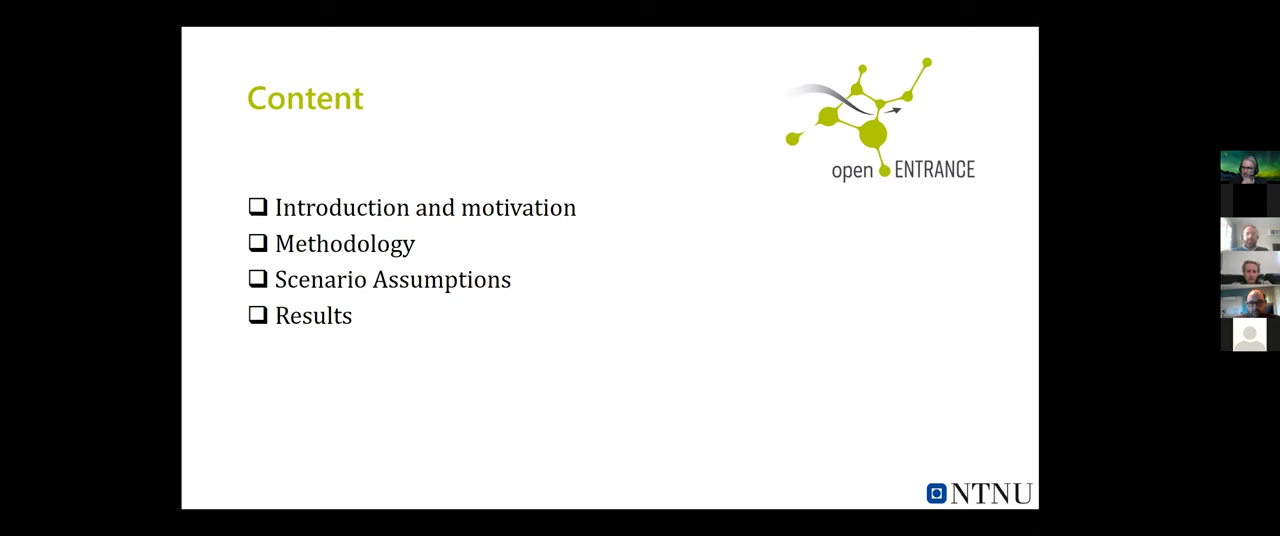 Content
open ENTRANCE
Introduction and motivation
Methodology
Scenario Assumptions
Results
NTNU